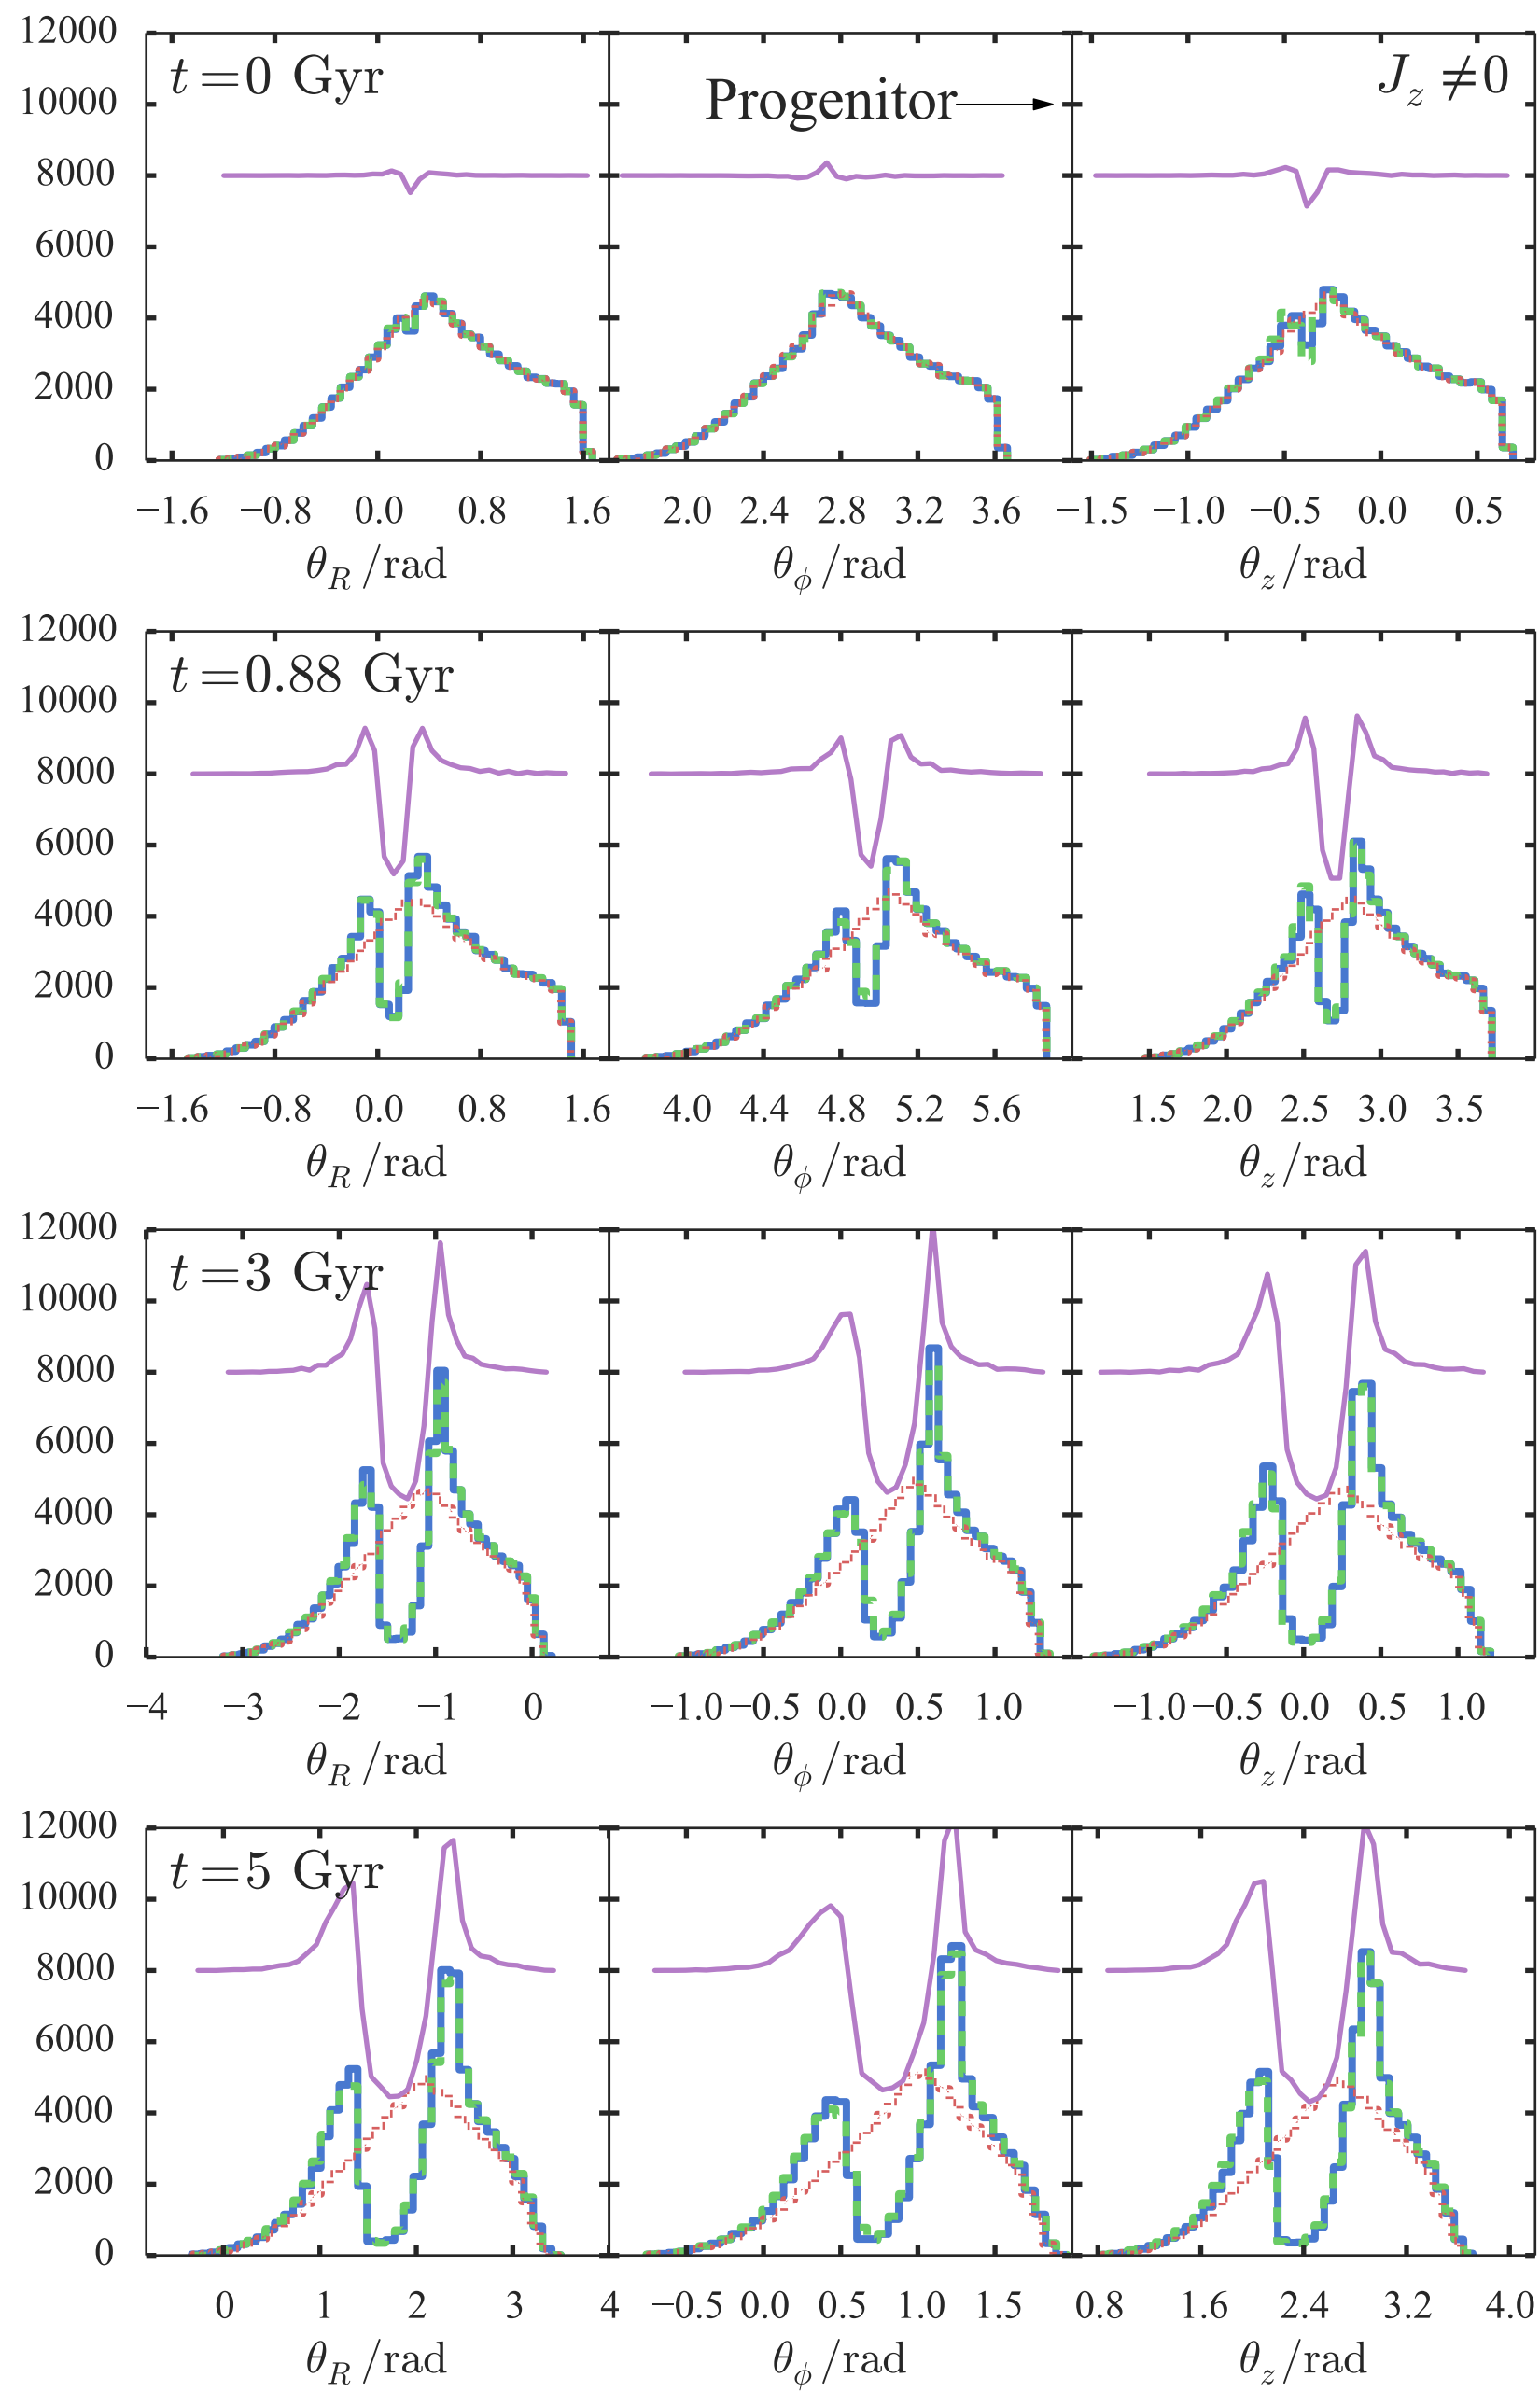 12000
10000
8000
6000
4000
2000
0
t=0 Gyr
Progenitor
J_z ≠0
−1.6 −0.8 0.0 0.8 1.6
2.0 2.4 2.8 3.2 3.6
−1.5 −1.0 −0.5 0.0 0.5
θ_R /rad θ_ϕ /rad θ_z /rad
12000
10000
8000
6000
4000
2000
0
t=0.88 Gyr
−1.6 −0.8 0.0 0.8 1.6
4.0 4.4 4.8 5.2 5.6
1.5 2.0 2.5 3.0 3.5
θ_R /rad θ_ϕ /rad θ_z /rad
12000
10000
8000
6000
4000
2000
0
t=3 Gyr
−4 −3 −2 −1 0
−1.0 −0.5 0.0 0.5 1.0
−1.0 −0.5 0.0 0.5 1.0
θ_R /rad θ_ϕ /rad θ_z /rad
12000
10000
8000
6000
4000
2000
0
t=5 Gyr
0 1 2 3 4
−0.5 0.0 0.5 1.0 1.5
0.8 1.6 2.4 3.2 4.0
θ_R /rad θ_ϕ /rad θ_z /rad